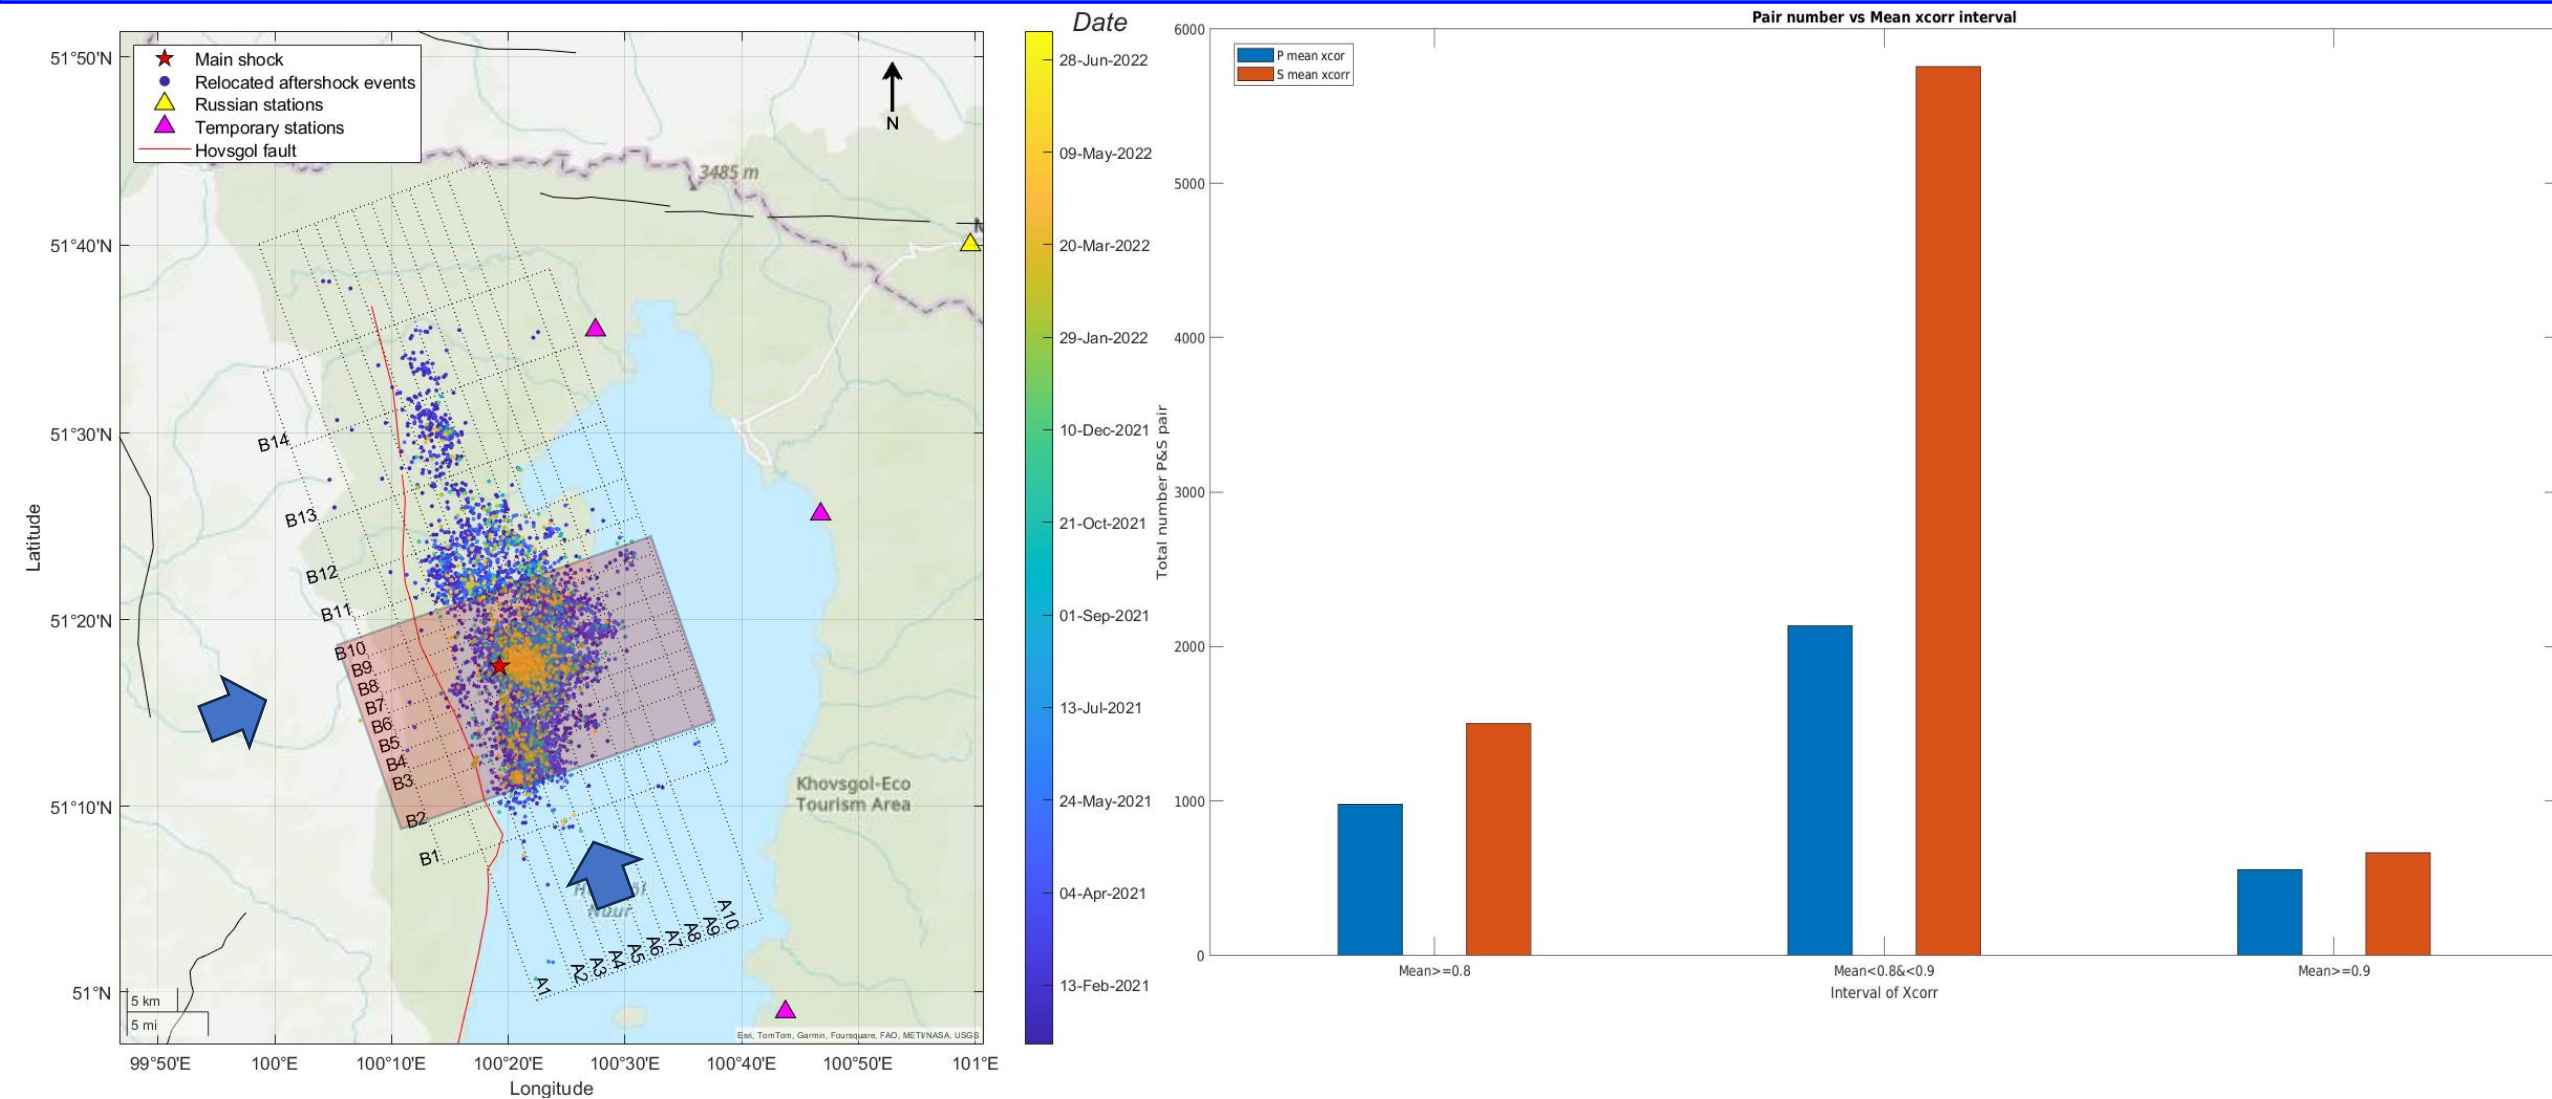 Main shock
Relocated aftershock events
Russian stations
Temporary stations
Hovsgol fault
N
3485 m
51°50'N
51°40'N
51°30'N
51°20'N
51°10'N
51°N
Latitude
B14
B13
B12
B11
B10
B9
B8
B7
B6
B5
B4
B3
B2
B1
A1
A2
A3
A4
A5
A6
A7
A8
A9
A10
Khovsgol-Eco
Tourism Area
Nuur
5 km
5 mi
Esri, TomTom, Garmin, Foursquare, FAO, METI/NASA, USGS
99°50'E
100°E
100°10'E
100°20'E
100°30'E
100°40'E
100°50'E
101°E
Longitude
Date
28-Jun-2022
09-May-2022
20-Mar-2022
29-Jan-2022
10-Dec-2021
21-Oct-2021
01-Sep-2021
13-Jul-2021
24-May-2021
04-Apr-2021
13-Feb-2021
Pair number vs Mean xcorr interval
P mean xcor
S mean xcorr
6000
5000
4000
3000
2000
1000
0
Total number P&S pair
Mean>=0.8
Mean<0.8&<0.9
Mean>=0.9
Interval of Xcorr